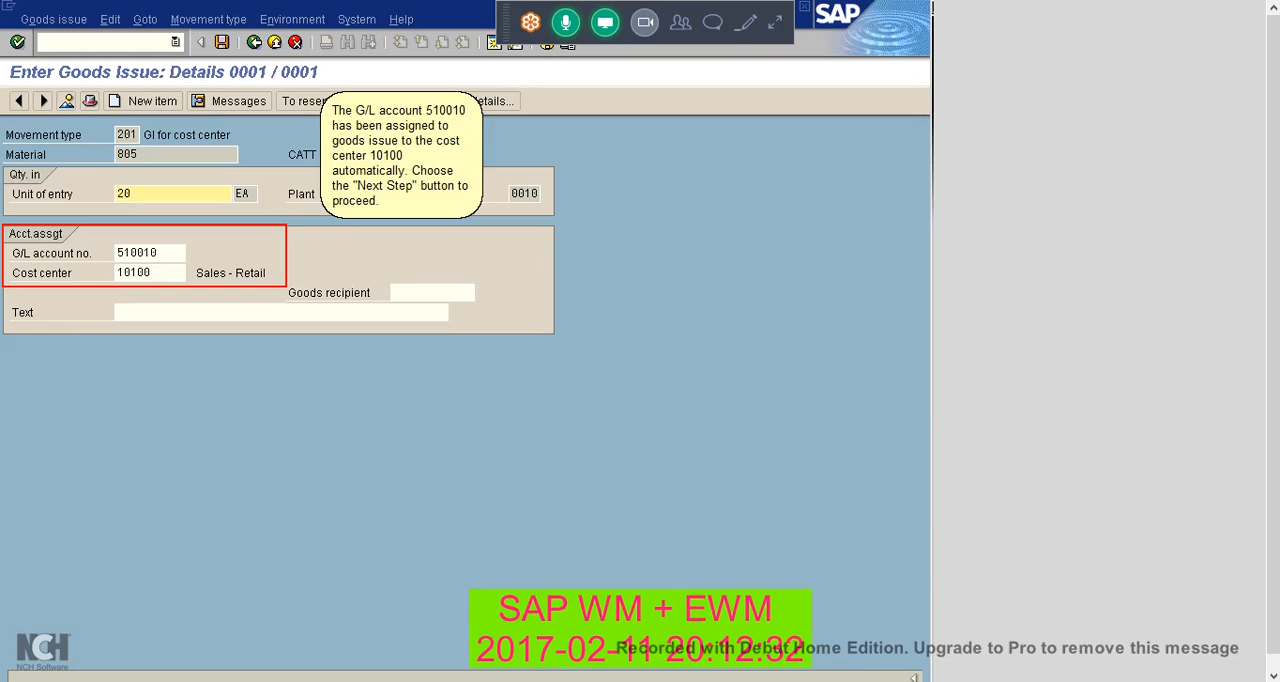 Goods issue Edit Goto Movement type Environment System Help
SAP
Enter Goods Issue: Details 0001 / 0001
New item Messages To rese etails...
The G/L account 510010
has been assigned to
goods issue to the cost
center 10100
automatically. Choose
the "Next Step" button to
proceed.
Movement type 201 GI for cost center
Material 805 CATT
Qty. in
Unit of entry 20 EA Plant 0010
Acct.assgt
G/L account no. 510010
Cost center 10100 Sales - Retail
Goods recipient
Text
SAP WM + EWM
2017-02-11 20:12:32
Recorded with Debut Home Edition. Upgrade to Pro to remove this message
NCH
NCH Software